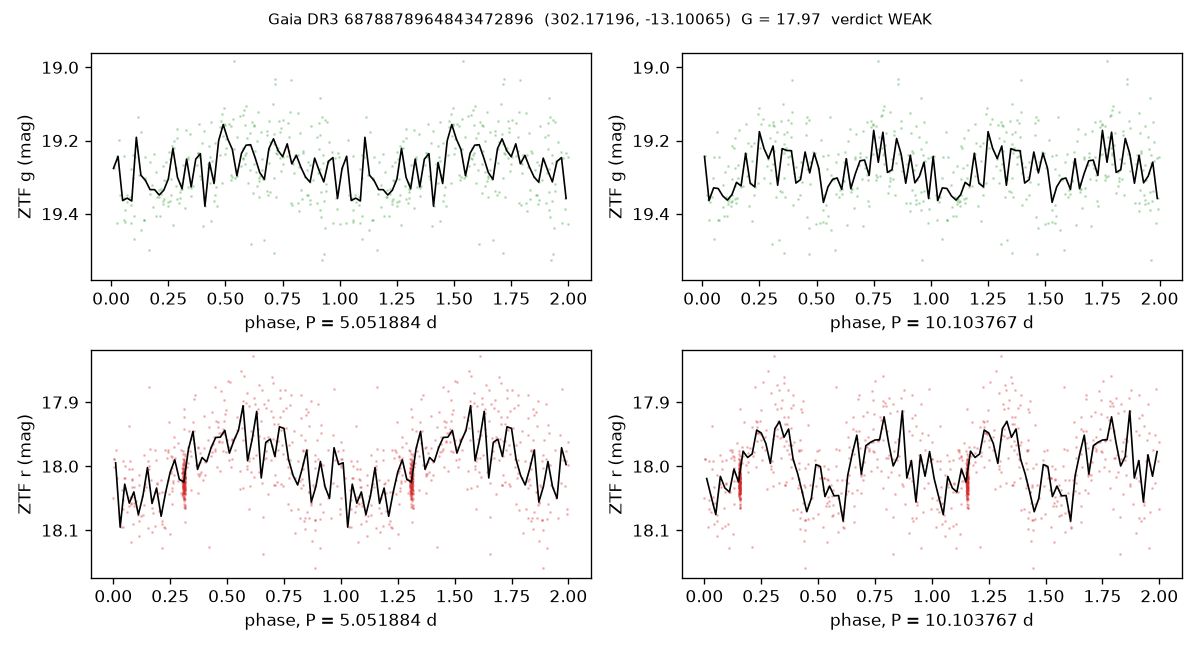 Gaia DR3 6878878964843472896  (302.17196, -13.10065)  G = 17.97  verdict WEAK
ZTF g (mag)
19.0
19.2
19.4
0.00 0.25 0.50 0.75 1.00 1.25 1.50 1.75 2.00
phase, P = 5.051884 d
ZTF g (mag)
19.0
19.2
19.4
0.00 0.25 0.50 0.75 1.00 1.25 1.50 1.75 2.00
phase, P = 10.103767 d
ZTF r (mag)
17.9
18.0
18.1
0.00 0.25 0.50 0.75 1.00 1.25 1.50 1.75 2.00
phase, P = 5.051884 d
ZTF r (mag)
17.9
18.0
18.1
0.00 0.25 0.50 0.75 1.00 1.25 1.50 1.75 2.00
phase, P = 10.103767 d